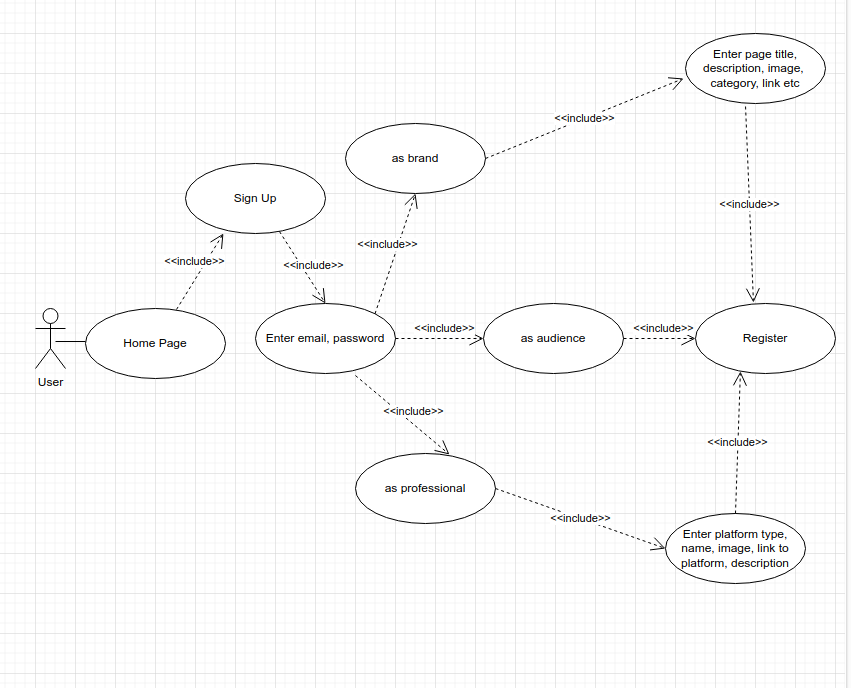 Enter page title,
description, image,
category, link etc
<<include>>
as brand
Sign Up
<<include>>
<<include>>
<<include>>
<<include>>
User
Home Page
Enter email, password
<<include>>
as audience
<<include>>
Register
<<include>>
<<include>>
as professional
<<include>>
Enter platform type,
name, image, link to
platform, description